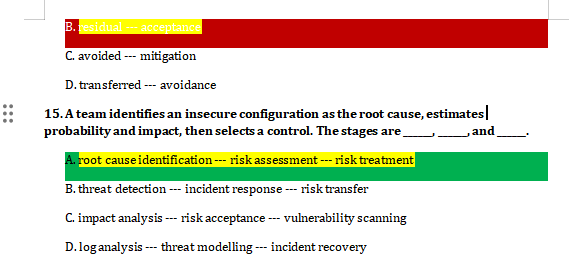 B. residual --- acceptance
C. avoided --- mitigation
D. transferred --- avoidance
15. A team identifies an insecure configuration as the root cause, estimates
probability and impact, then selects a control. The stages are _____, _____, and _____.
A. root cause identification --- risk assessment --- risk treatment
B. threat detection --- incident response --- risk transfer
C. impact analysis --- risk acceptance --- vulnerability scanning
D. log analysis --- threat modelling --- incident recovery